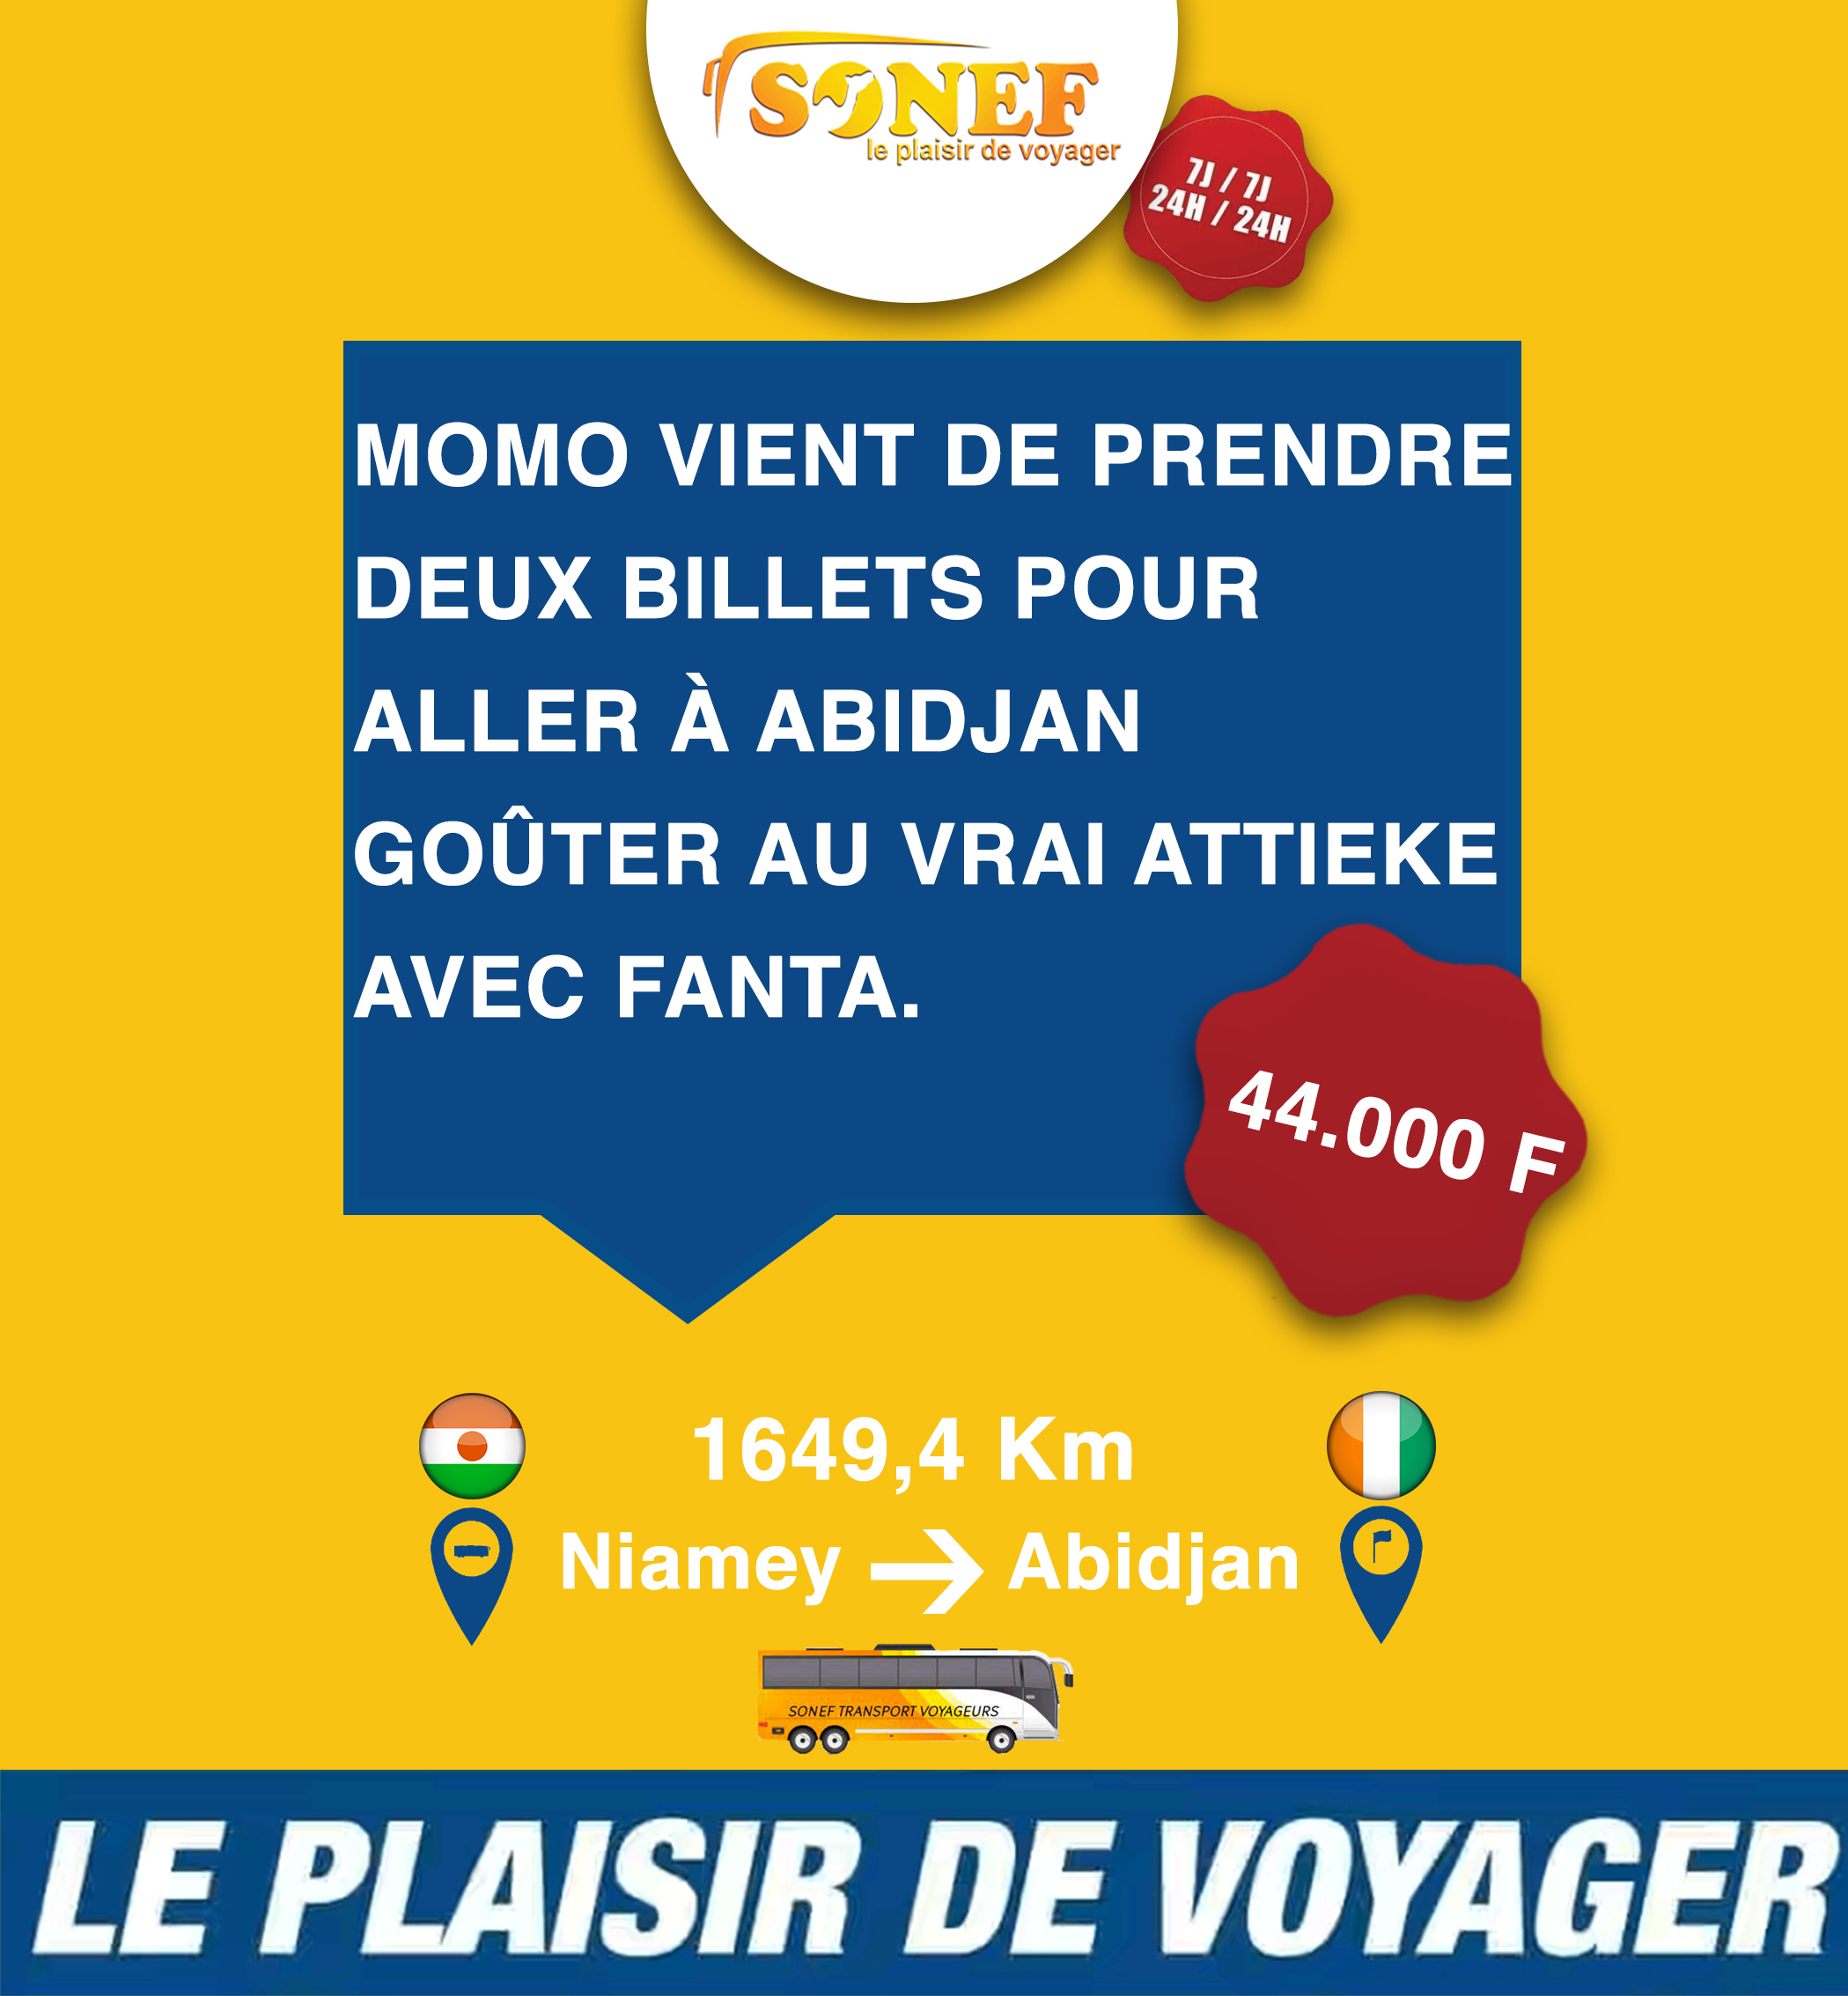 SONEF
le plaisir de voyager
7J / 7J
24H / 24H
MOMO VIENT DE PRENDRE
DEUX BILLETS POUR
ALLER À ABIDJAN
GOÛTER AU VRAI ATTIEKE
AVEC FANTA.
44.000 F
1649,4 Km
Niamey → Abidjan
SONEF TRANSPORT VOYAGEURS
LE PLAISIR DE VOYAGER